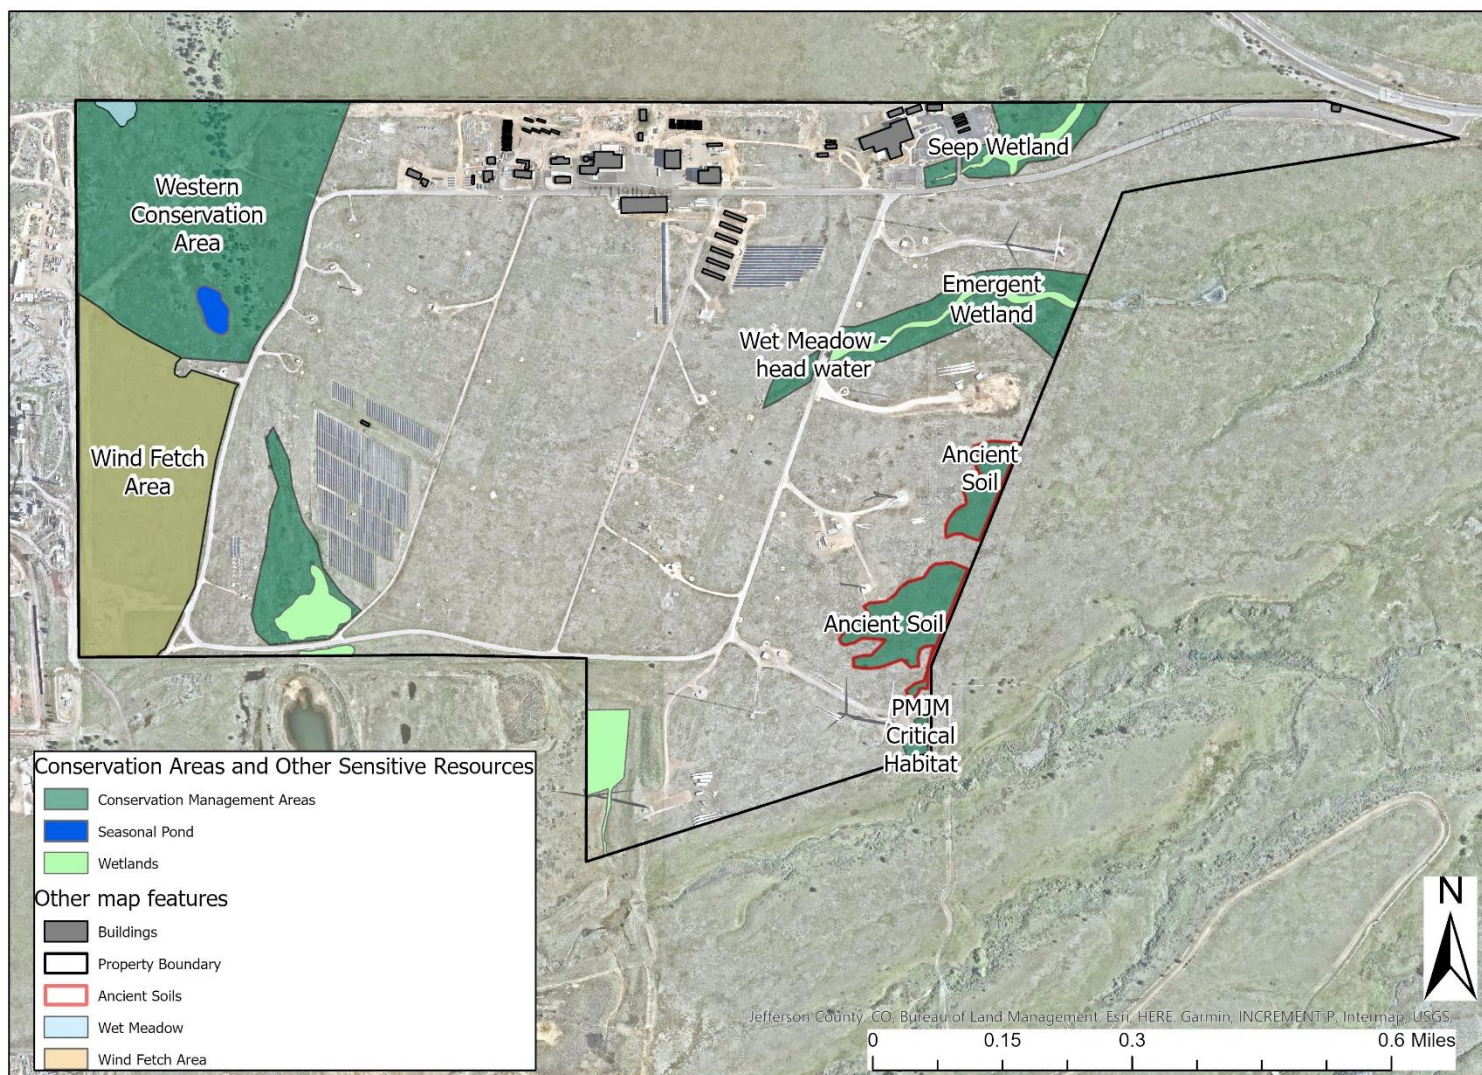 Western
Conservation
Area
W 119th Ave
Seep Wetland
Emergent
Wetland
Wet Meadow -
head water
Wind Fetch
Area
Ancient
Soil
Ancient Soil
PMJM
Critical
Habitat
Conservation Areas and Other Sensitive Resources
Conservation Management Areas
Seasonal Pond
Wetlands
Other map features
Buildings
Property Boundary
Ancient Soils
Wet Meadow
Wind Fetch Area
N
Jefferson County, CO, Bureau of Land Management, Esri, HERE, Garmin, INCREMENT P, Intermap, USGS,
0 0.15 0.3 0.6 Miles